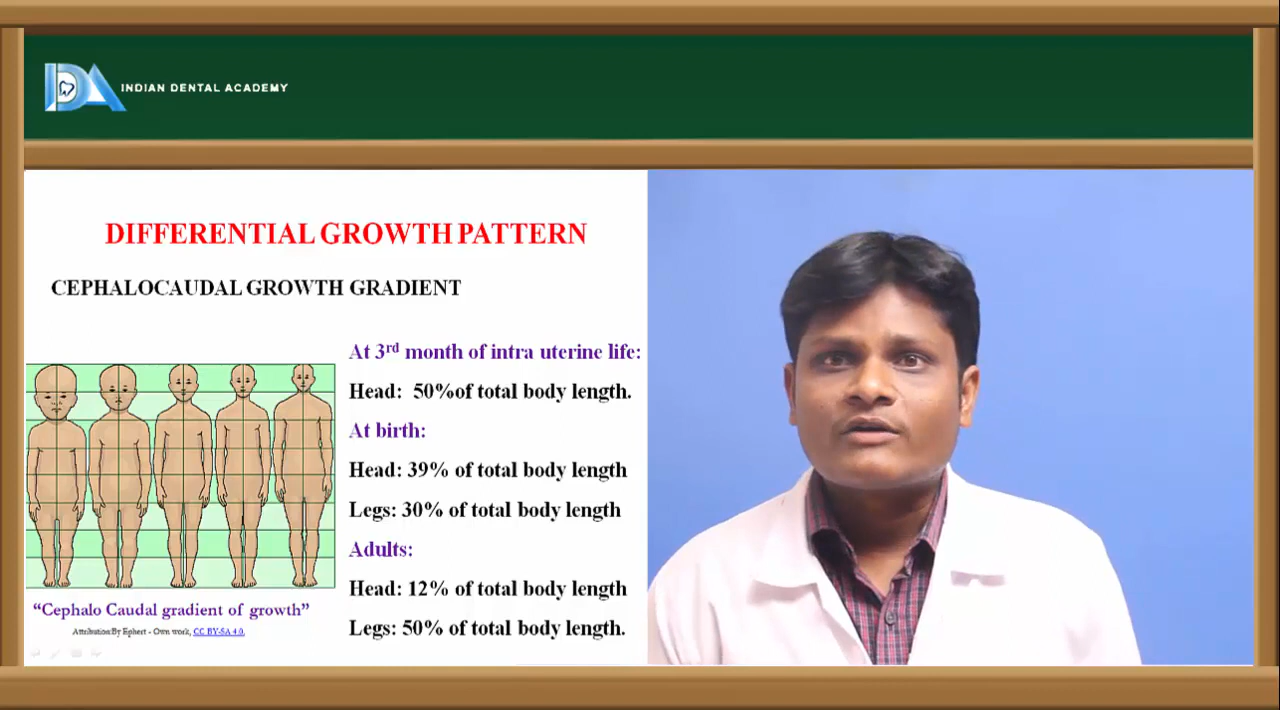 IDA INDIAN DENTAL ACADEMY
DIFFERENTIAL GROWTH PATTERN
CEPHALOCAUDAL GROWTH GRADIENT
At 3rd month of intra uterine life:
Head: 50%of total body length.
At birth:
Head: 39% of total body length
Legs: 30% of total body length
Adults:
Head: 12% of total body length
Legs: 50% of total body length.
“Cephalo Caudal gradient of growth”
Attribution:By Ephert - Own work, CC BY-SA 4.0.